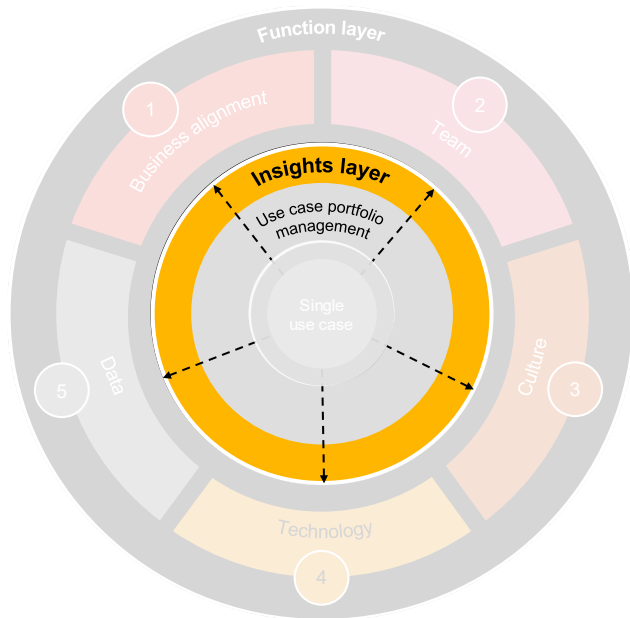 Function layer
1
Business alignment
2
Team
Insights layer
Use case portfolio
management
Single
use case
Data
5
Culture
3
Technology
4